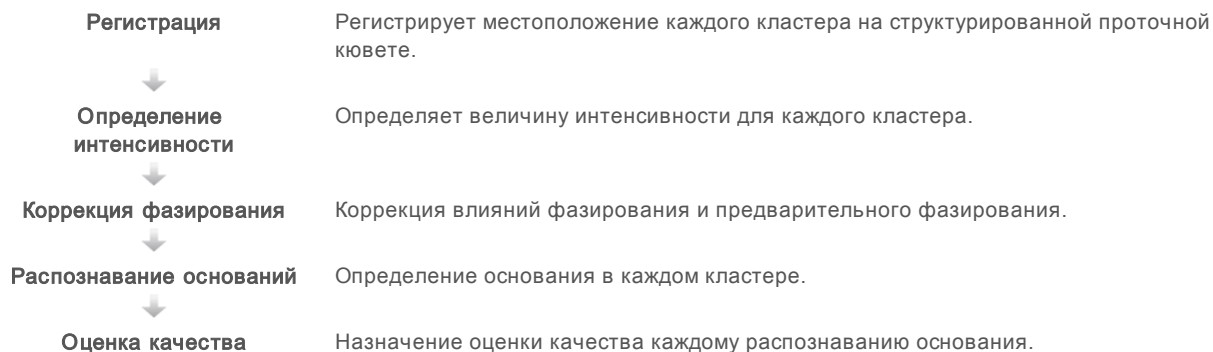 Регистрация
Регистрирует местоположение каждого кластера на структурированной проточной
кювете.
Определение
интенсивности
Определяет величину интенсивности для каждого кластера.
Коррекция фазирования
Коррекция влияний фазирования и предварительного фазирования.
Распознавание оснований
Определение основания в каждом кластере.
Оценка качества
Назначение оценки качества каждому распознаванию основания.